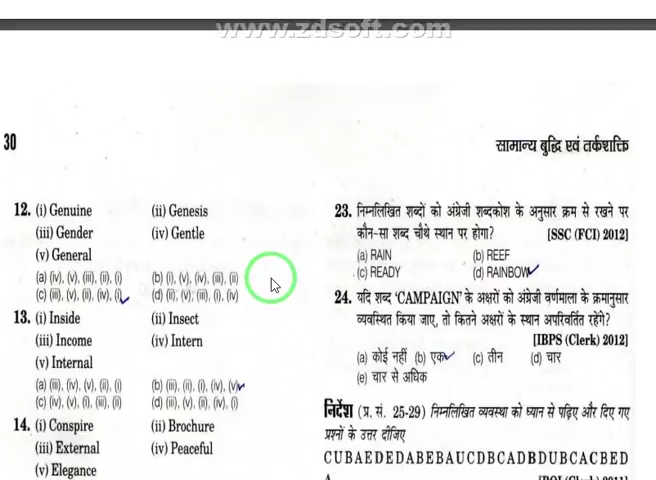 www.zdsoft.com
30
सामान्य बुद्धि एवं तर्कशक्ति
12. (i) Genuine (ii) Genesis
(iii) Gender (iv) Gentle
(v) General
(a) (iv), (v), (iii), (ii), (i) (b) (i), (v), (iv), (iii), (ii)
(c) (iii), (v), (ii), (iv), (i) (d) (ii), (v), (iii), (i), (iv)
13. (i) Inside (ii) Insect
(iii) Income (iv) Intern
(v) Internal
(a) (iii), (iv), (v), (ii), (i) (b) (iii), (ii), (i), (iv), (v)
(c) (iv), (v), (i), (iii), (ii) (d) (iii), (v), (ii), (iv), (i)
14. (i) Conspire (ii) Brochure
(iii) External (iv) Peaceful
(v) Elegance
23. निम्नलिखित शब्दों को अंग्रेजी शब्दकोश के अनुसार क्रम से रखने पर
कौन-सा शब्द चौथे स्थान पर होगा? [SSC (FCI) 2012]
(a) RAIN (b) REEF
(c) READY (d) RAINBOW
24. यदि शब्द 'CAMPAIGN' के अक्षरों को अंग्रेजी वर्णमाला के क्रमानुसार
व्यवस्थित किया जाए, तो कितने अक्षरों के स्थान अपरिवर्तित रहेंगे?
[IBPS (Clerk) 2012]
(a) कोई नहीं (b) एक (c) तीन (d) चार
(e) चार से अधिक
निर्देश (प्र. सं. 25-29) निम्नलिखित व्यवस्था को ध्यान से पढ़िए और दिए गए
प्रश्नों के उत्तर दीजिए
CUBAEDEDABEBAUCDBCADBDUBCACBED